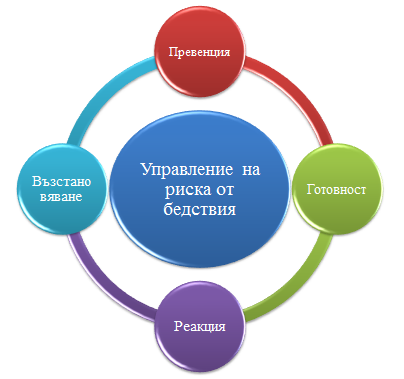 Превенция
Управление на
риска от
бедствия
Възстано
вяване
Готовност
Реакция